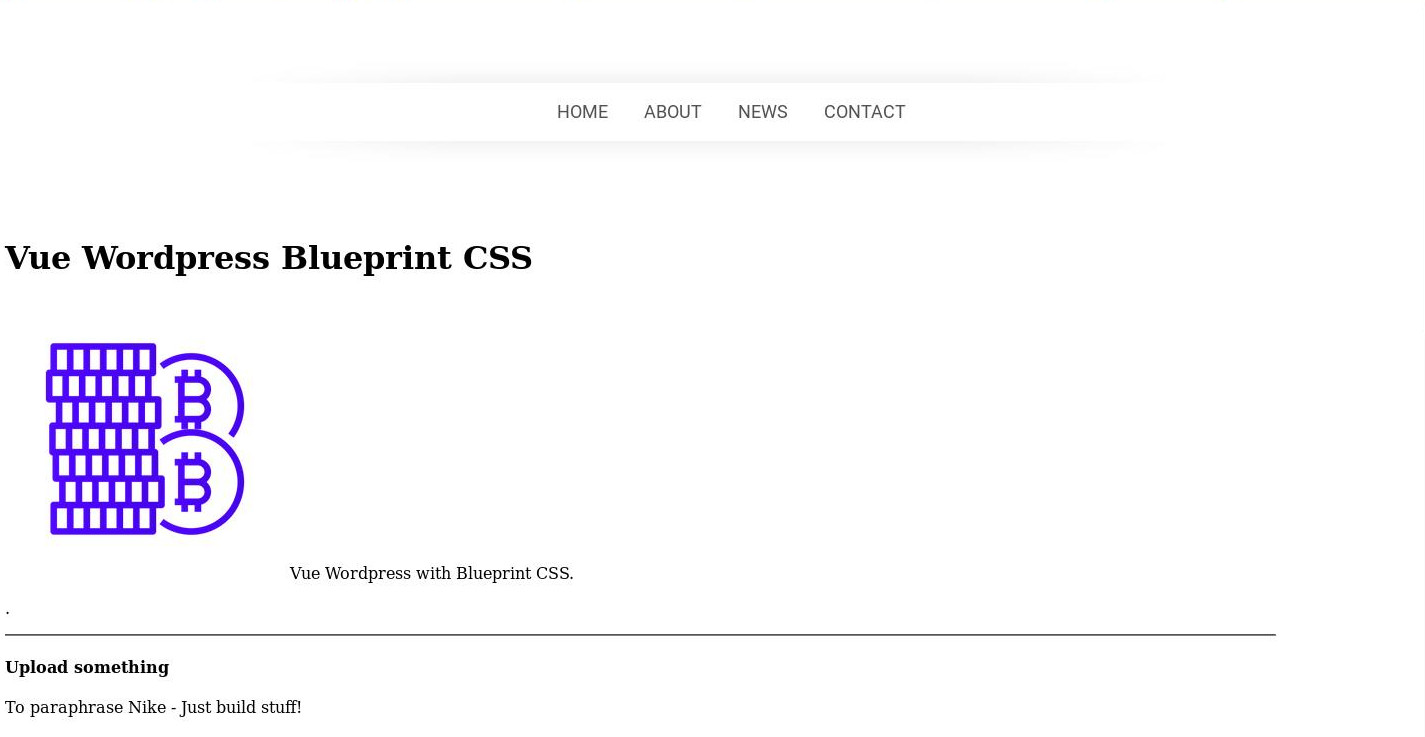 HOME ABOUT NEWS CONTACT
Vue Wordpress Blueprint CSS
Vue Wordpress with Blueprint CSS.
.
Upload something
To paraphrase Nike - Just build stuff!